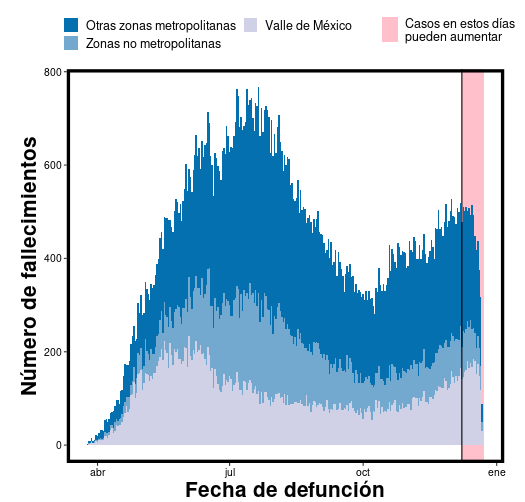 Otras zonas metropolitanas
Valle de México
Casos en estos días
pueden aumentar
Zonas no metropolitanas
800
600
400
200
0
Número de fallecimientos
abr
jul
oct
ene
Fecha de defunción